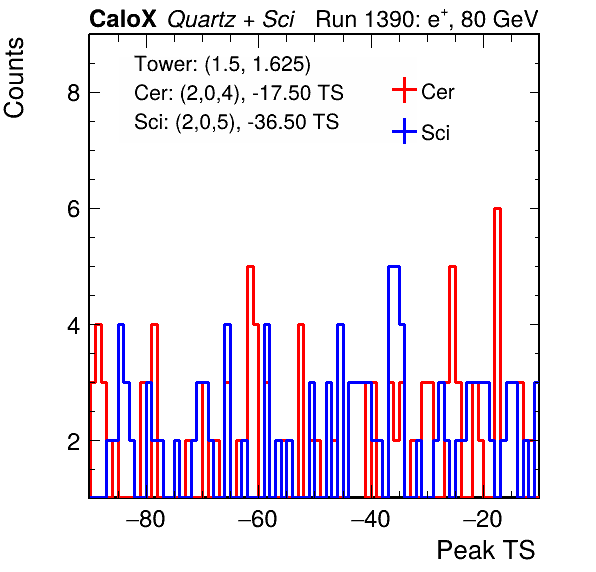 CaloX Quartz + Sci Run 1390: e+, 80 GeV
Counts
Tower: (1.5, 1.625)
Cer: (2,0,4), -17.50 TS
Sci: (2,0,5), -36.50 TS
Cer
Sci
8
6
4
2
−80 −60 −40 −20
Peak TS